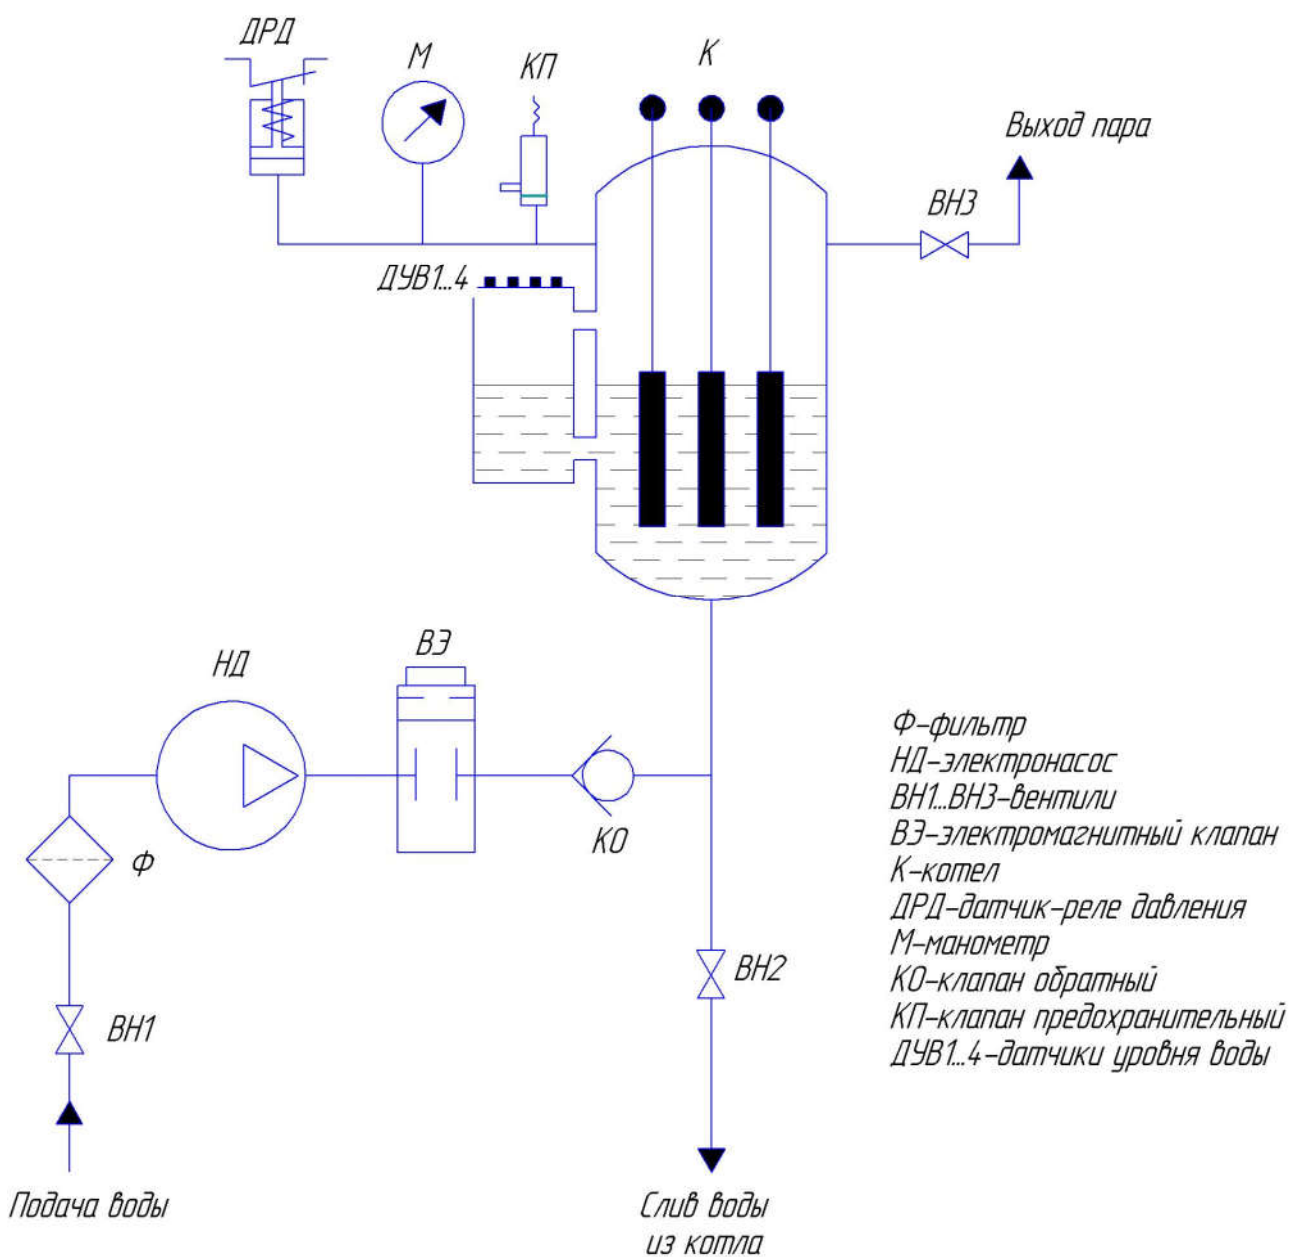 ДРД
М
КП
К
Выход пара
ВН3
ДУВ1...4
ВЭ
НД
Ф
КО
ВН2
ВН1
Ф-фильтр
НД-электронасос
ВН1...ВН3-вентили
ВЭ-электромагнитный клапан
К-котел
ДРД-датчик-реле давления
М-манометр
КО-клапан обратный
КП-клапан предохранительный
ДУВ1...4-датчики уровня воды
Подача воды
Слив воды
из котла